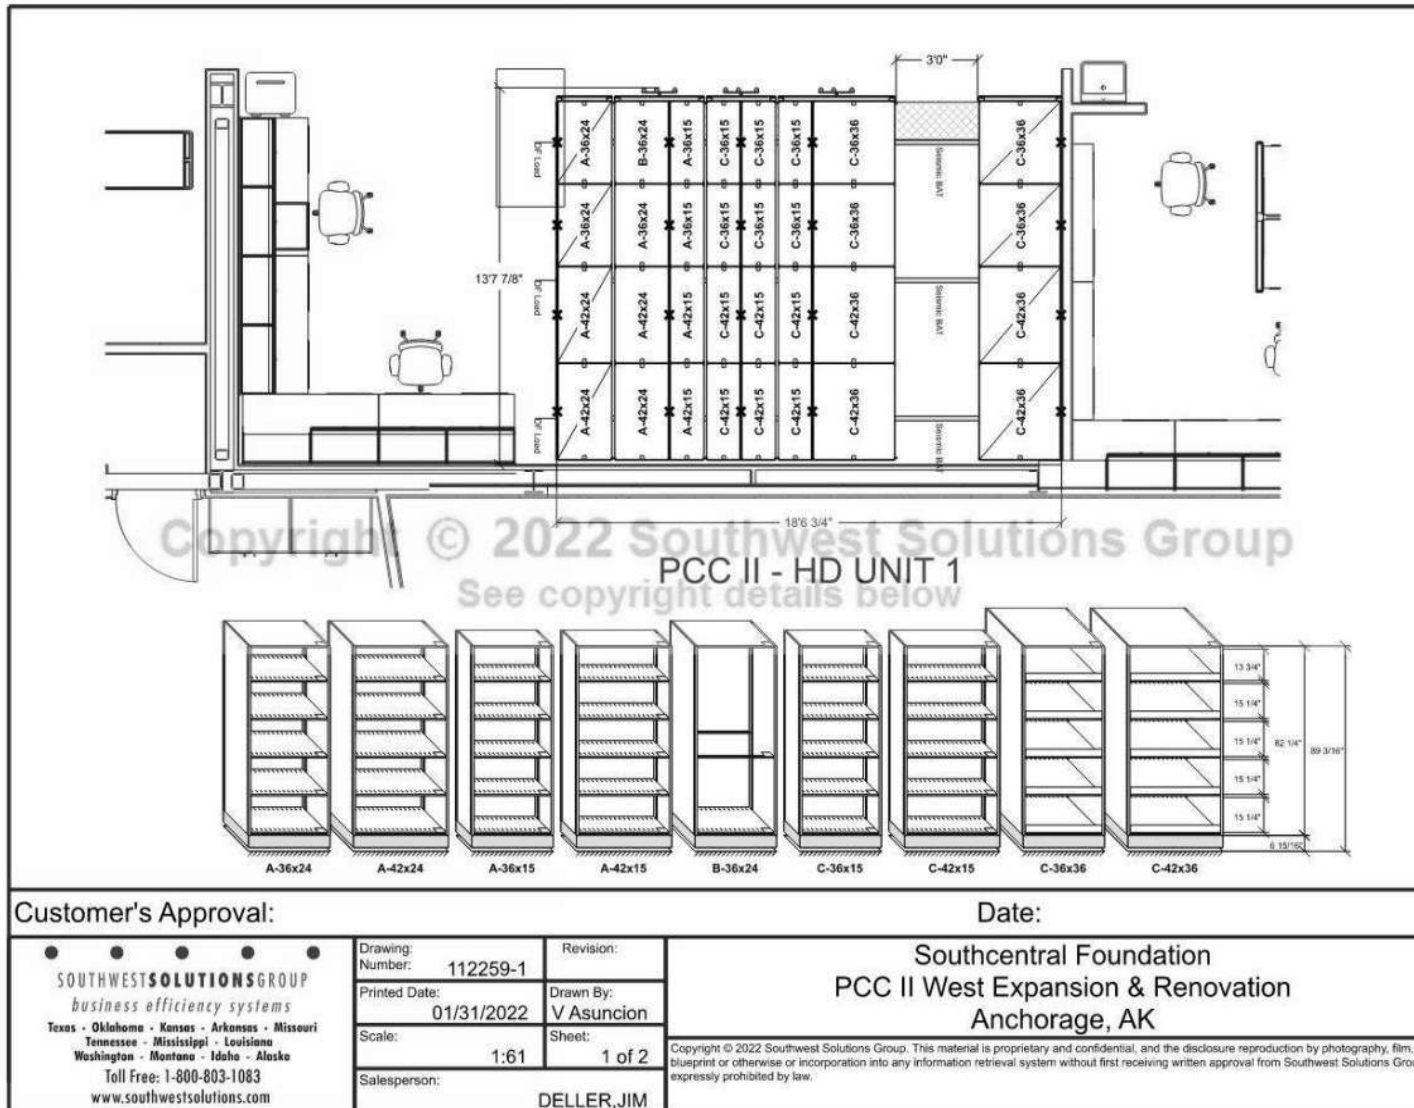 3'0"
A-36x24 B-36x24 A-36x15 C-36x15 C-36x15 C-36x15 C-36x36 C-36x36
DF Load
Seismic BAT
A-36x24 A-36x24 A-36x15 C-36x15 C-36x15 C-36x15 C-36x36 C-36x36
13'7 7/8"
DF Load
Seismic BAT
A-42x24 A-42x24 A-42x15 C-42x15 C-42x15 C-42x15 C-42x36 C-42x36
A-42x24 A-42x24 A-42x15 C-42x15 C-42x15 C-42x15 C-42x36 C-42x36
DF Load
Seismic BAT
18'6 3/4"
Copyright © 2022 Southwest Solutions Group
PCC II - HD UNIT 1
See copyright details below
13 3/4"
15 1/4"
15 1/4"
15 1/4"
15 1/4"
82 1/4"
89 3/16"
6 15/16"
A-36x24 A-42x24 A-36x15 A-42x15 B-36x24 C-36x15 C-42x15 C-36x36 C-42x36
Customer's Approval: Date:
SOUTHWESTSOLUTIONSGROUP
business efficiency systems
Texas - Oklahoma - Kansas - Arkansas - Missouri
Tennessee - Mississippi - Louisiana
Washington - Montana - Idaho - Alaska
Toll Free: 1-800-803-1083
www.southwestsolutions.com
Drawing:
Number: 112259-1
Revision:
Printed Date:
01/31/2022
Drawn By:
V Asuncion
Scale:
1:61
Sheet:
1 of 2
Salesperson:
DELLER,JIM
Southcentral Foundation
PCC II West Expansion & Renovation
Anchorage, AK
Copyright © 2022 Southwest Solutions Group. This material is proprietary and confidential, and the disclosure reproduction by photography, film,
blueprint or otherwise or incorporation into any information retrieval system without first receiving written approval from Southwest Solutions Grou
expressly prohibited by law.